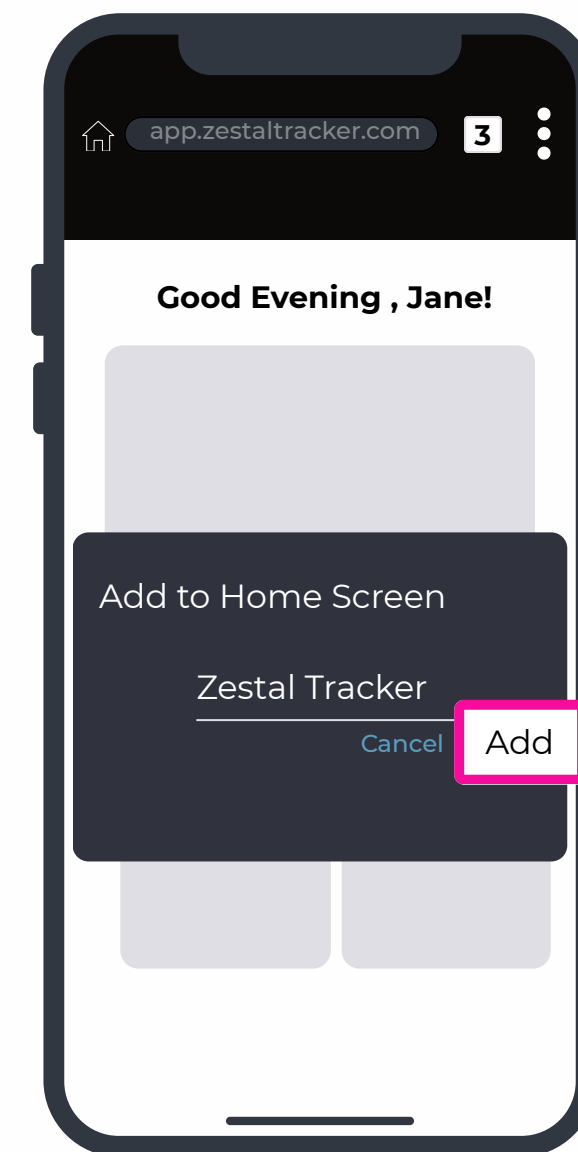 app.zestaltracker.com 3
Good Evening , Jane!
Add to Home Screen
Zestal Tracker
Cancel Add